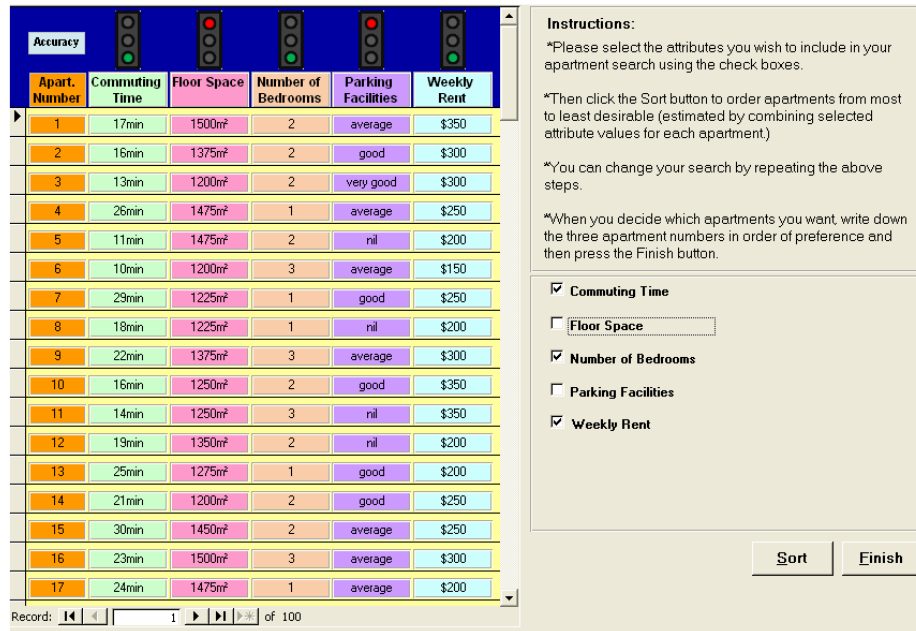 Accuracy
Apart. Number Commuting Time Floor Space Number of Bedrooms Parking Facilities Weekly Rent
1 17min 1500m² 2 average $350
2 16min 1375m² 2 good $300
3 13min 1200m² 2 very good $300
4 26min 1475m² 1 average $250
5 11min 1475m² 2 nil $200
6 10min 1200m² 3 average $150
7 29min 1225m² 1 good $250
8 18min 1225m² 1 nil $200
9 22min 1375m² 3 average $300
10 16min 1250m² 2 good $350
11 14min 1250m² 3 nil $350
12 19min 1350m² 2 nil $200
13 25min 1275m² 1 good $200
14 21min 1200m² 2 good $250
15 30min 1450m² 2 average $250
16 23min 1500m² 3 average $300
17 24min 1475m² 1 average $200
Record: 1 of 100
Instructions:
*Please select the attributes you wish to include in your
apartment search using the check boxes.
*Then click the Sort button to order apartments from most
to least desirable (estimated by combining selected
attribute values for each apartment.)
*You can change your search by repeating the above
steps.
*When you decide which apartments you want, write down
the three apartment numbers in order of preference and
then press the Finish button.
Commuting Time
Floor Space
Number of Bedrooms
Parking Facilities
Weekly Rent
Sort Finish